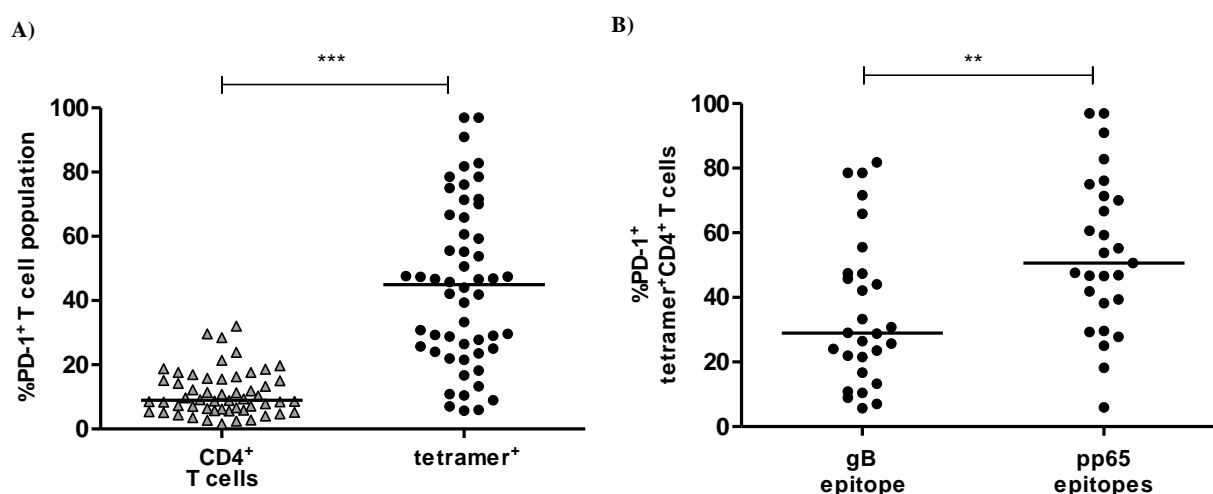 A)
***
%PD-1⁺ T cell population
100
80
60
40
20
0
CD4⁺
T cells
tetramer⁺
B)
**
%PD-1⁺
tetramer⁺CD4⁺ T cells
100
80
60
40
20
0
gB
epitope
pp65
epitopes